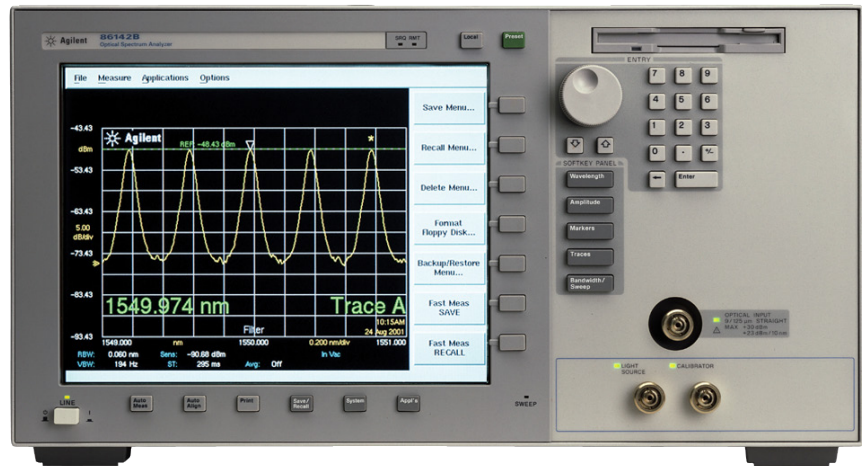 Agilent 86142B
Optical Spectrum Analyzer
SRQ RMT
Local
Preset
File Measure Applications Options
Save Menu...
Recall Menu...
Delete Menu...
Format
Floppy Disk...
Backup/Restore
Menu...
Fast Meas
SAVE
Fast Meas
RECALL
-43.43
dBm
-53.43
-63.43
5.00
dB/div
-73.43
-83.43
-93.43
Agilent
REF: -48.43 dBm
1549.974 nm Trace A
10:15AM
Filter 24 Aug 2001
1549.000 nm 1550.000 0.200 nm/div 1551.000
RBW: 0.060 nm Sens: -90.68 dBm In Vac
VBW: 194 Hz ST: 295 ms Avg: Off
LINE
Auto
Meas
Auto
Align
Print
Save/
Recall
System
Appl's
SWEEP
ENTRY
7 8 9
4 5 6
1 2 3
0 . +/-
Enter
SOFTKEY PANEL
Wavelength
Amplitude
Markers
Traces
Bandwidth/
Sweep
OPTICAL INPUT
9/125 µm STRAIGHT
LIGHT
SOURCE
CALIBRATOR